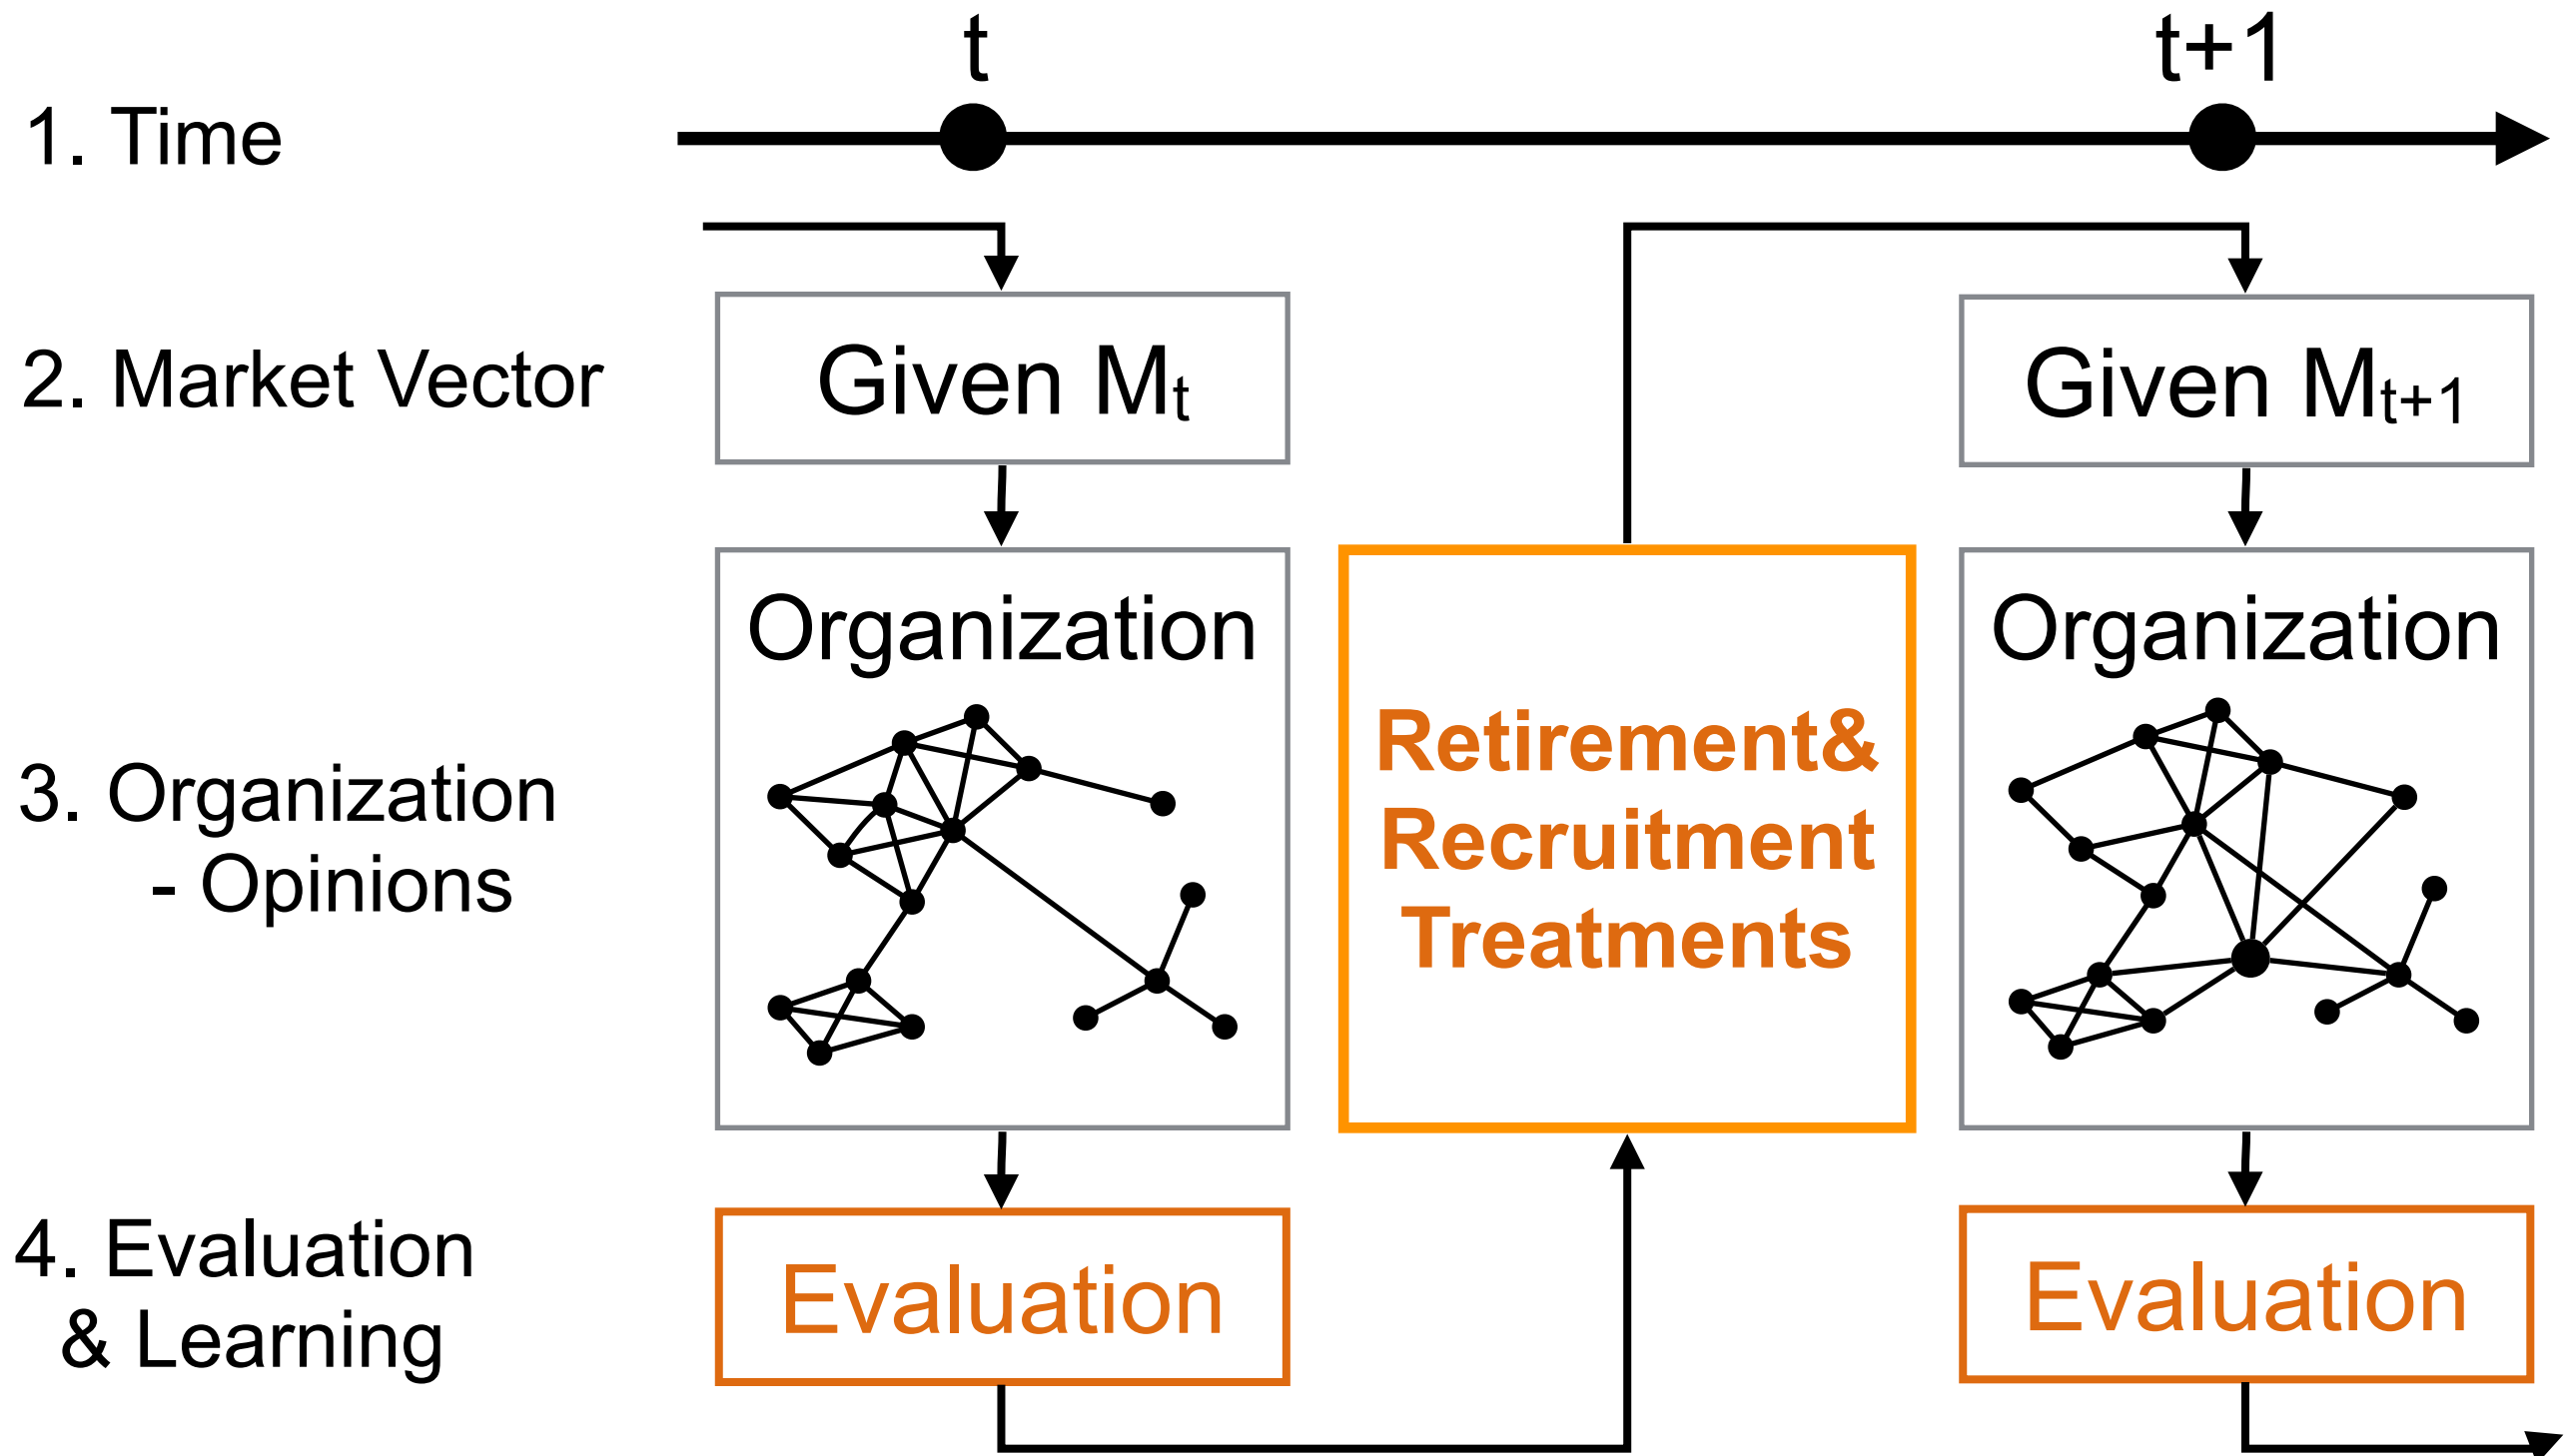 t
t+1
1. Time
2. Market Vector
Given Mt
Given Mt+1
3. Organization
- Opinions
Organization
Retirement&
Recruitment
Treatments
Organization
4. Evaluation
& Learning
Evaluation
Evaluation